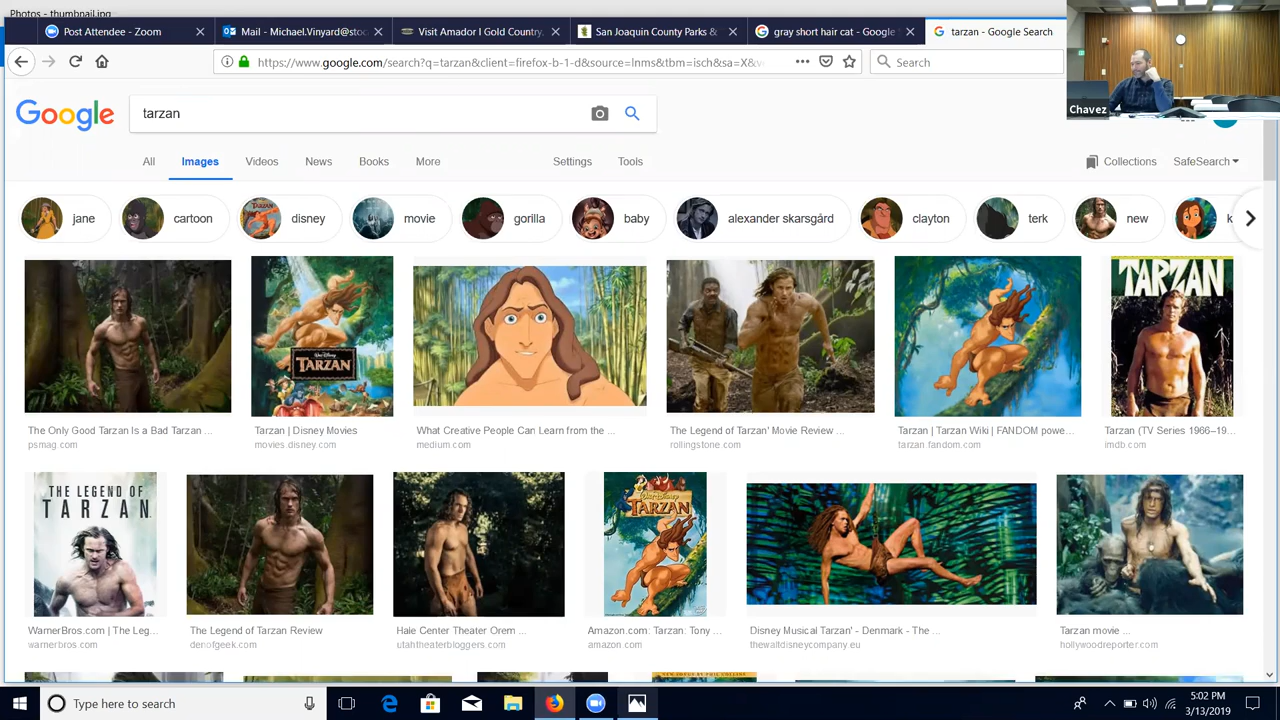 Photos - thumbnail.jpg
Post Attendee - Zoom
Mail - Michael.Vinyard@stoc
Visit Amador I Gold Country,
San Joaquin County Parks &
gray short hair cat - Google S
tarzan - Google Search
https://www.google.com/search?q=tarzan&client=firefox-b-1-d&source=lnms&tbm=isch&sa=X&v
Search
Chavez
Google
tarzan
All
Images
Videos
News
Books
More
Settings
Tools
Collections
SafeSearch
jane
cartoon
disney
movie
gorilla
baby
alexander skarsgård
clayton
terk
new
k
TARZAN
TARZAN
The Only Good Tarzan Is a Bad Tarzan ...
psmag.com
Tarzan | Disney Movies
movies.disney.com
What Creative People Can Learn from the ...
medium.com
The Legend of Tarzan' Movie Review ...
rollingstone.com
Tarzan | Tarzan Wiki | FANDOM powe...
tarzan.fandom.com
Tarzan (TV Series 1966–19...
imdb.com
THE LEGEND OF
TARZAN
TARZAN
WarnerBros.com | The Leg...
warnerbros.com
The Legend of Tarzan Review
denofgeek.com
Hale Center Theater Orem ...
utahtheaterbloggers.com
Amazon.com: Tarzan: Tony ...
amazon.com
Disney Musical Tarzan' - Denmark - The ...
thewaltdisneycompany.eu
Tarzan movie ...
hollywoodreporter.com
Type here to search
5:02 PM
3/13/2019